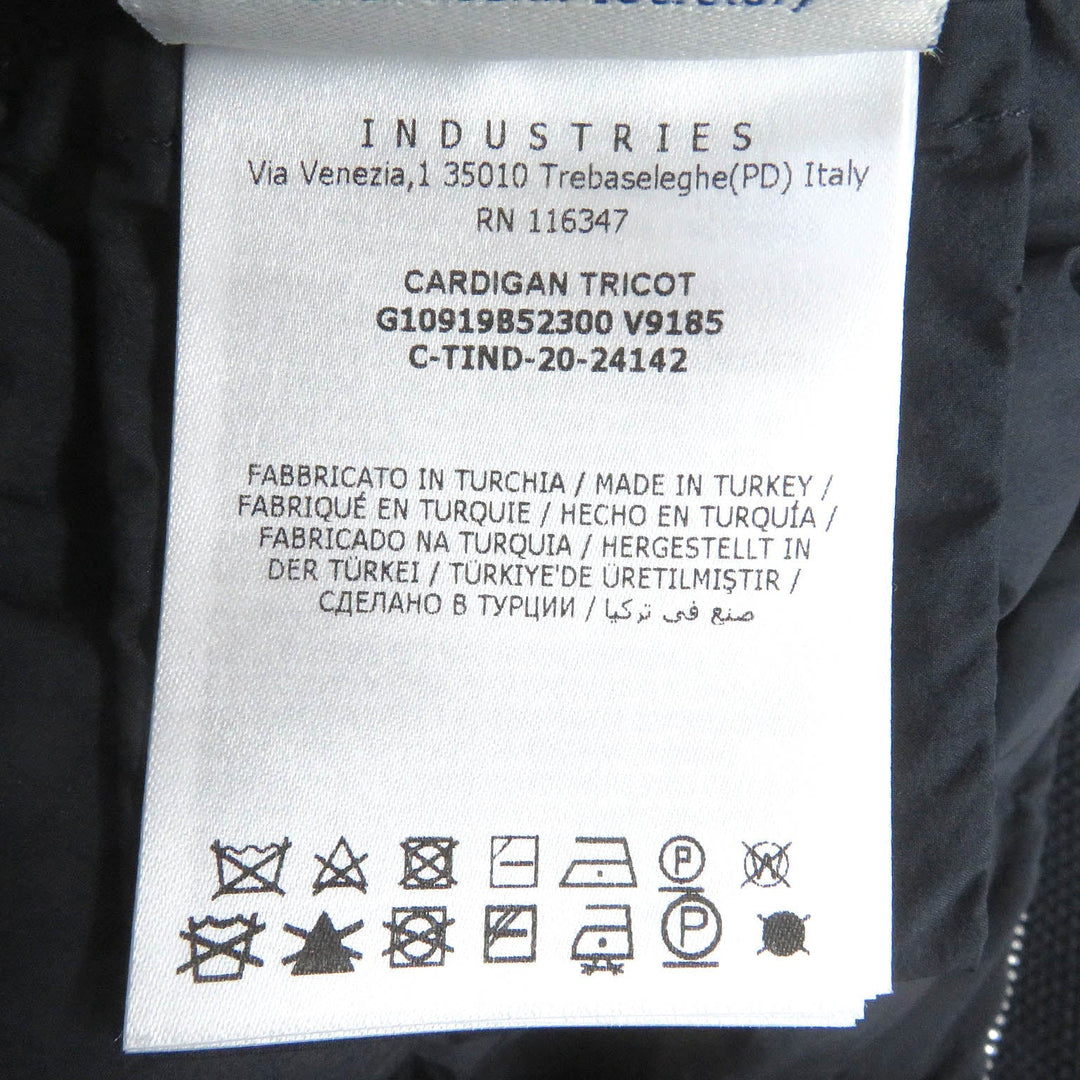 I N D U S T R I E S
Via Venezia,1 35010 Trebaseleghe(PD) Italy
RN 116347
CARDIGAN TRICOT
G10919B52300 V9185
C-TIND-20-24142
FABBRICATO IN TURCHIA / MADE IN TURKEY /
FABRIQUÉ EN TURQUIE / HECHO EN TURQUÍA /
FABRICADO NA TURQUIA / HERGESTELLT IN
DER TÜRKEI / TÜRKIYE'DE ÜRETILMIŞTIR /
СДЕЛАНО В ТУРЦИИ / صنع في تركيا
P W
P